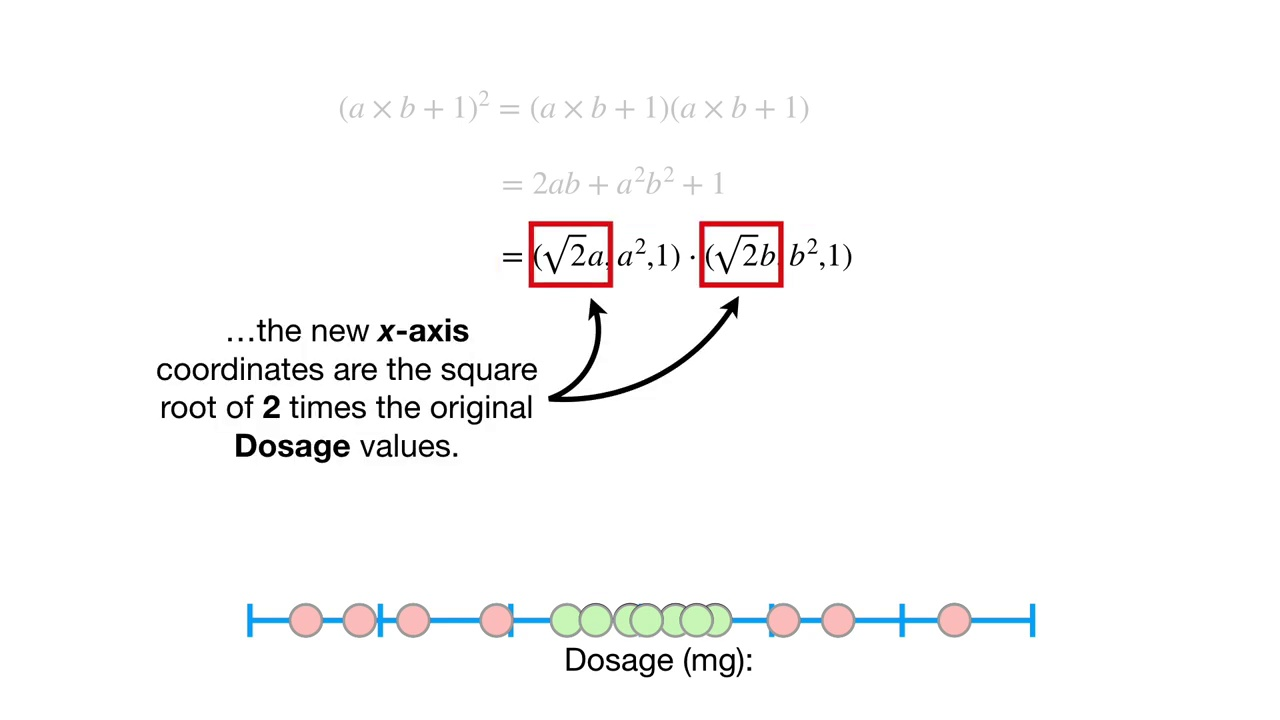 (a × b + 1)² = (a × b + 1)(a × b + 1)
= 2ab + a²b² + 1
= (√2a, a²,1) · (√2b, b²,1)
…the new x-axis
coordinates are the square
root of 2 times the original
Dosage values.
Dosage (mg):